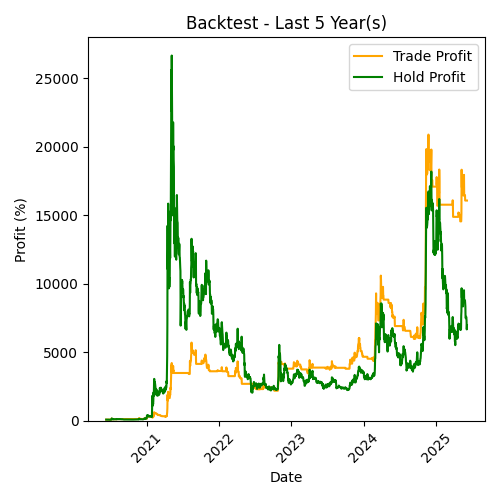 Backtest - Last 5 Year(s)
Trade Profit
Hold Profit
Profit (%)
25000
20000
15000
10000
5000
0
2021
2022
2023
2024
2025
Date